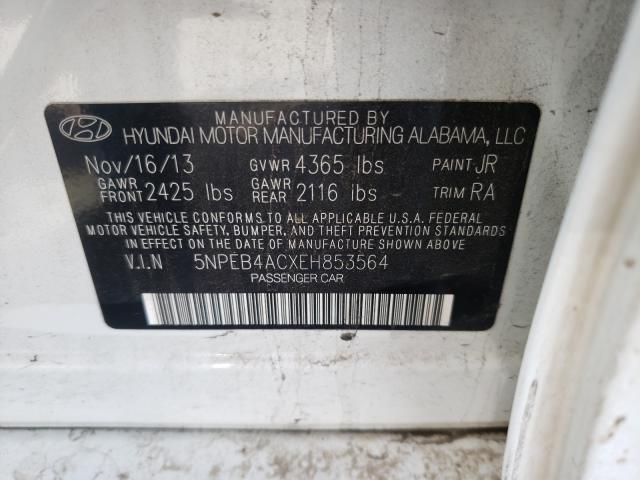 MANUFACTURED BY
HYUNDAI MOTOR MANUFACTURING ALABAMA, LLC
Nov/16/13 GVWR 4365 lbs PAINT JR
GAWR FRONT 2425 lbs GAWR REAR 2116 lbs TRIM RA
THIS VEHICLE CONFORMS TO ALL APPLICABLE U.S.A. FEDERAL
MOTOR VEHICLE SAFETY, BUMPER, AND THEFT PREVENTION STANDARDS
IN EFFECT ON THE DATE OF MANUFACTURE SHOWN ABOVE.
V.I.N 5NPEB4ACXEH853564
PASSENGER CAR